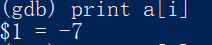 (gdb) print a[i]
$1 = -7